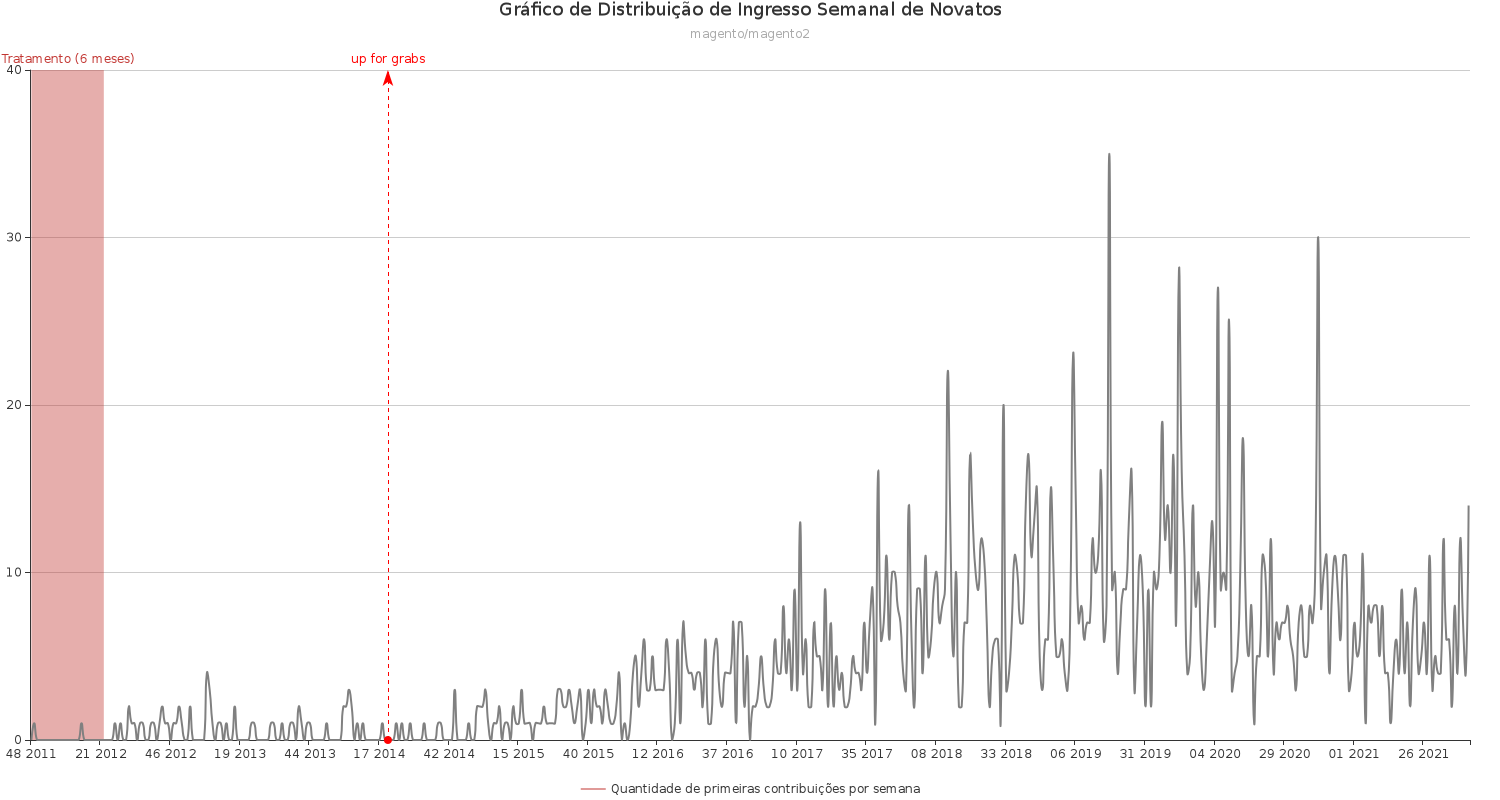 Gráfico de Distribuição de Ingresso Semanal de Novatos
magento/magento2
Tratamento (6 meses)
up for grabs
40
30
20
10
0
48 2011 21 2012 46 2012 19 2013 44 2013 17 2014 42 2014 15 2015 40 2015 12 2016 37 2016 10 2017 35 2017 08 2018 33 2018 06 2019 31 2019 04 2020 29 2020 01 2021 26 2021
Quantidade de primeiras contribuições por semana